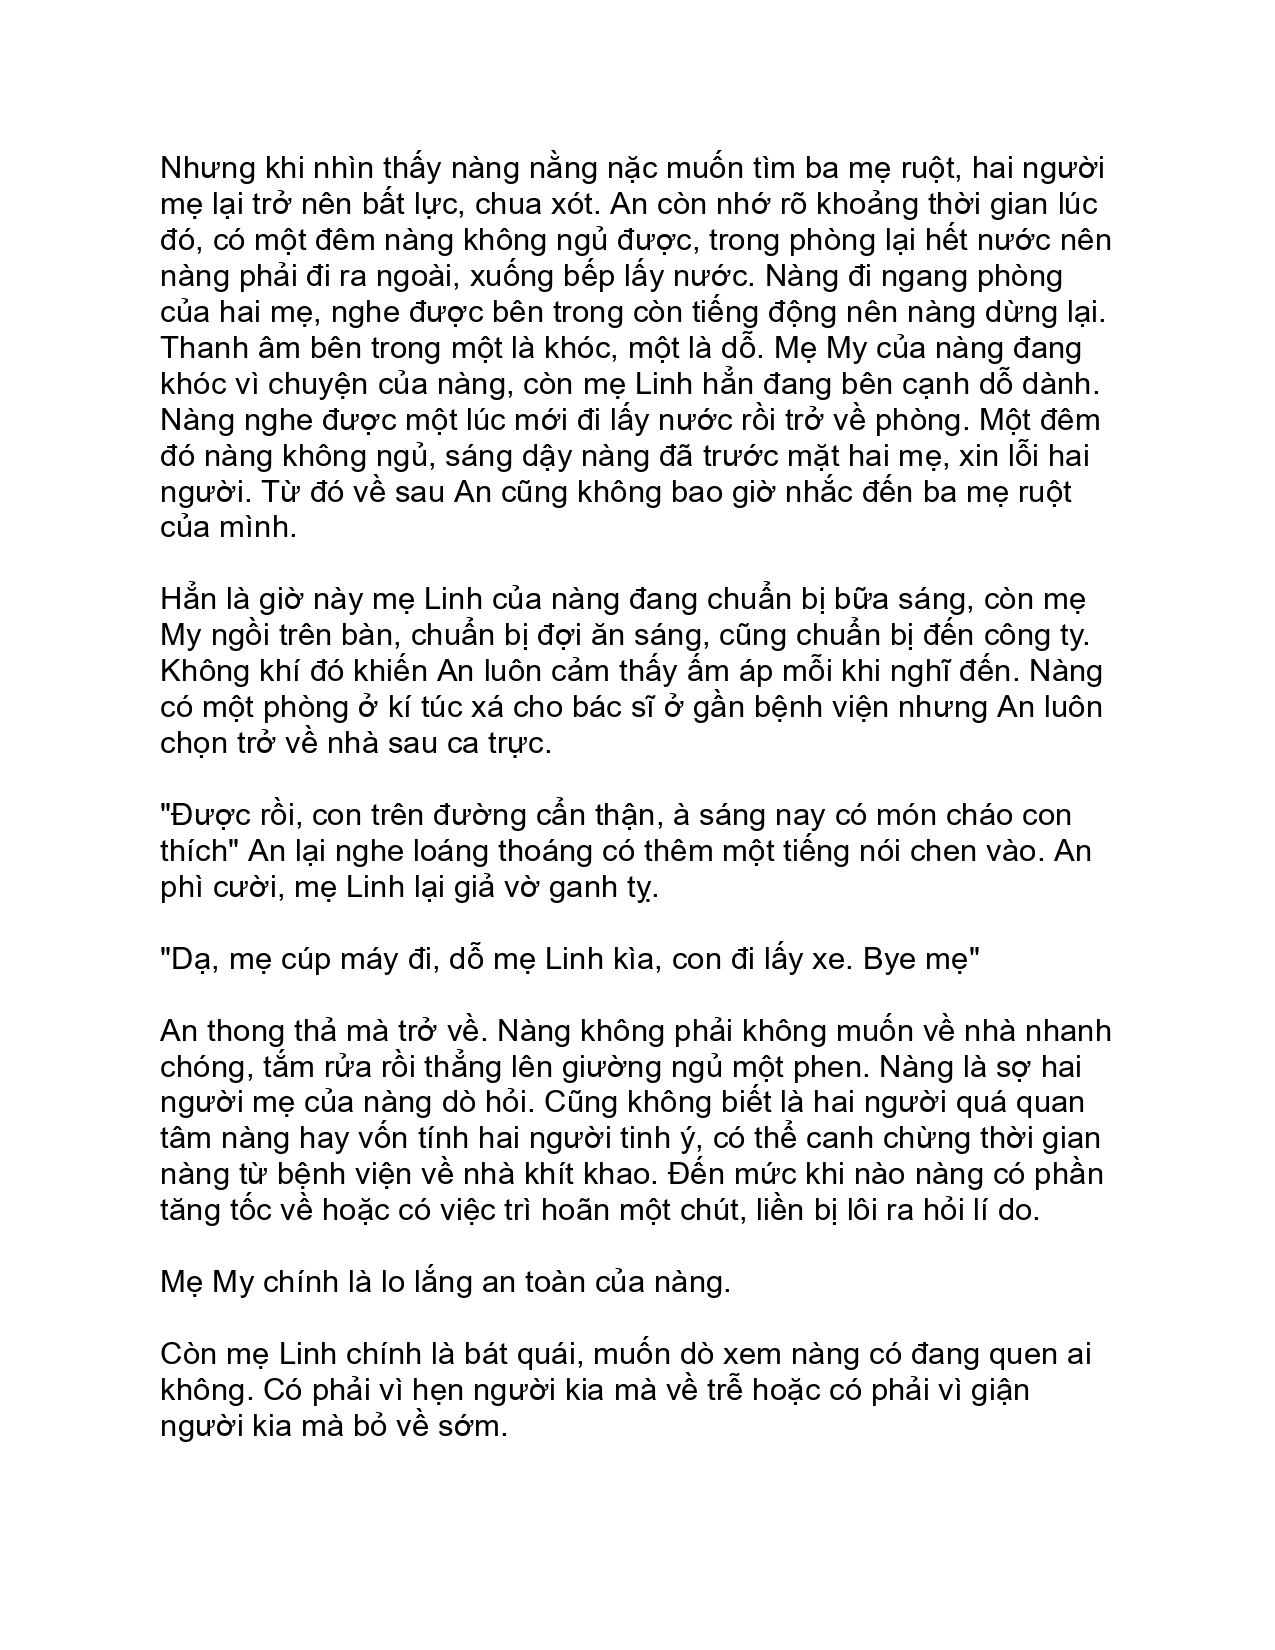 Nhưng khi nhìn thấy nàng nằng nặc muốn tìm ba mẹ ruột, hai người
mẹ lại trở nên bất lực, chua xót. An còn nhớ rõ khoảng thời gian lúc
đó, có một đêm nàng không ngủ được, trong phòng lại hết nước nên
nàng phải đi ra ngoài, xuống bếp lấy nước. Nàng đi ngang phòng
của hai mẹ, nghe được bên trong còn tiếng động nên nàng dừng lại.
Thanh âm bên trong một là khóc, một là dỗ. Mẹ My của nàng đang
khóc vì chuyện của nàng, còn mẹ Linh hẳn đang bên cạnh dỗ dành.
Nàng nghe được một lúc mới đi lấy nước rồi trở về phòng. Một đêm
đó nàng không ngủ, sáng dậy nàng đã trước mặt hai mẹ, xin lỗi hai
người. Từ đó về sau An cũng không bao giờ nhắc đến ba mẹ ruột
của mình.
Hẳn là giờ này mẹ Linh của nàng đang chuẩn bị bữa sáng, còn mẹ
My ngồi trên bàn, chuẩn bị đợi ăn sáng, cũng chuẩn bị đến công ty.
Không khí đó khiến An luôn cảm thấy ấm áp mỗi khi nghĩ đến. Nàng
có một phòng ở kí túc xá cho bác sĩ ở gần bệnh viện nhưng An luôn
chọn trở về nhà sau ca trực.
"Được rồi, con trên đường cẩn thận, à sáng nay có món cháo con
thích" An lại nghe loáng thoáng có thêm một tiếng nói chen vào. An
phì cười, mẹ Linh lại giả vờ ganh tỵ.
"Dạ, mẹ cúp máy đi, dỗ mẹ Linh kìa, con đi lấy xe. Bye mẹ"
An thong thả mà trở về. Nàng không phải không muốn về nhà nhanh
chóng, tắm rửa rồi thẳng lên giường ngủ một phen. Nàng là sợ hai
người mẹ của nàng dò hỏi. Cũng không biết là hai người quá quan
tâm nàng hay vốn tính hai người tinh ý, có thể canh chừng thời gian
nàng từ bệnh viện về nhà khít khao. Đến mức khi nào nàng có phần
tăng tốc về hoặc có việc trì hoãn một chút, liền bị lôi ra hỏi lí do.
Mẹ My chính là lo lắng an toàn của nàng.
Còn mẹ Linh chính là bát quái, muốn dò xem nàng có đang quen ai
không. Có phải vì hẹn người kia mà về trễ hoặc có phải vì giận
người kia mà bỏ về sớm.